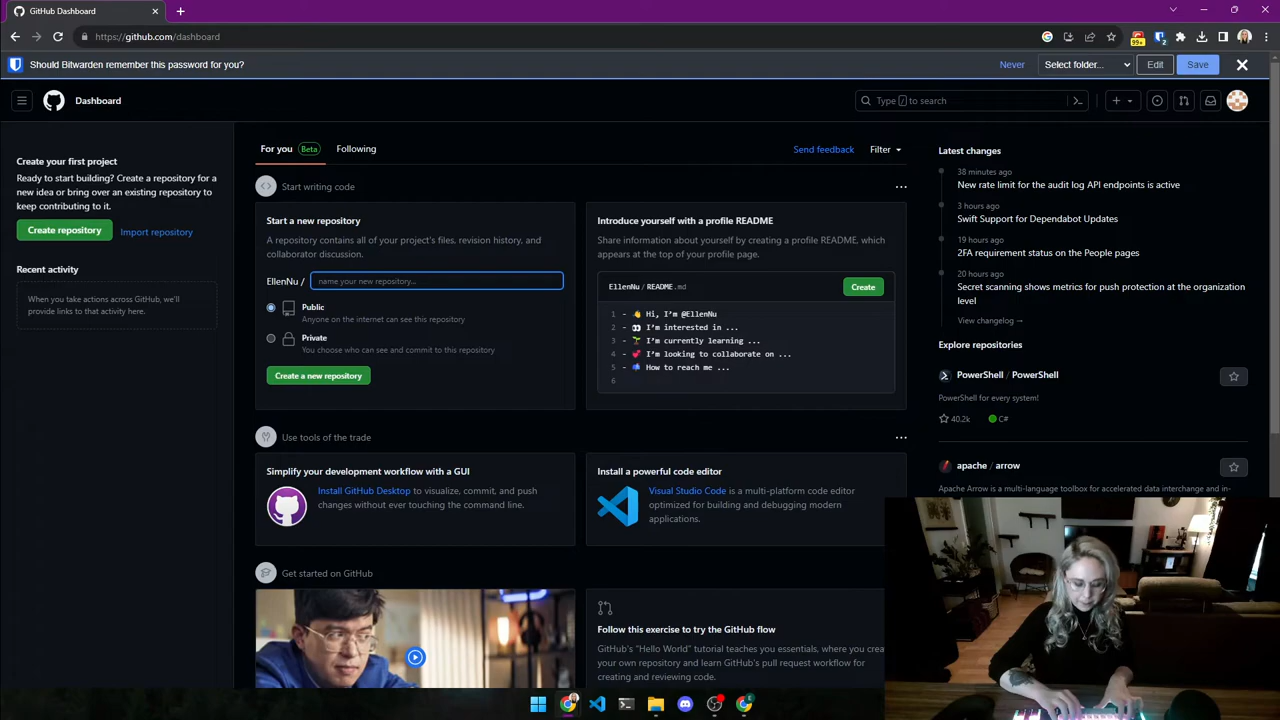 GitHub Dashboard
https://github.com/dashboard
99+
2
Should Bitwarden remember this password for you?
Never
Select folder...
Edit
Save
Dashboard
Type / to search
Create your first project
Ready to start building? Create a repository for
a new idea or bring over an existing repository to
keep contributing to it.
Create repository
Import repository
Recent activity
When you take actions across GitHub, we'll
provide links to that activity here.
For you Beta
Following
Send feedback
Filter
Start writing code
Start a new repository
A repository contains all of your project's files, revision history, and
collaborator discussion.
EllenNu /
name your new repository...
Public
Anyone on the internet can see this repository
Private
You choose who can see and commit to this repository
Create a new repository
Introduce yourself with a profile README
Share information about yourself by creating a profile README, which
appears at the top of your profile page.
EllenNu / README.md
Create
1 - 👋 Hi, I'm @EllenNu
2 - 👀 I'm interested in ...
3 - 🌱 I'm currently learning ...
4 - 💞️ I'm looking to collaborate on ...
5 - 📫 How to reach me ...
6
Use tools of the trade
Simplify your development workflow with a GUI
Install GitHub Desktop to visualize, commit, and push
changes without ever touching the command line.
Install a powerful code editor
Visual Studio Code is a multi-platform code editor
optimized for building and debugging modern
applications.
Get started on GitHub
Follow this exercise to try the GitHub flow
GitHub's "Hello World" tutorial teaches you essentials, where you crea
your own repository and learn GitHub's pull request workflow for
creating and reviewing code.
Latest changes
38 minutes ago
New rate limit for the audit log API endpoints is active
3 hours ago
Swift Support for Dependabot Updates
19 hours ago
2FA requirement status on the People pages
20 hours ago
Secret scanning shows metrics for push protection at the organization
level
View changelog →
Explore repositories
PowerShell / PowerShell
PowerShell for every system!
40.2k
C#
apache / arrow
Apache Arrow is a multi-language toolbox for accelerated data interchange and in-